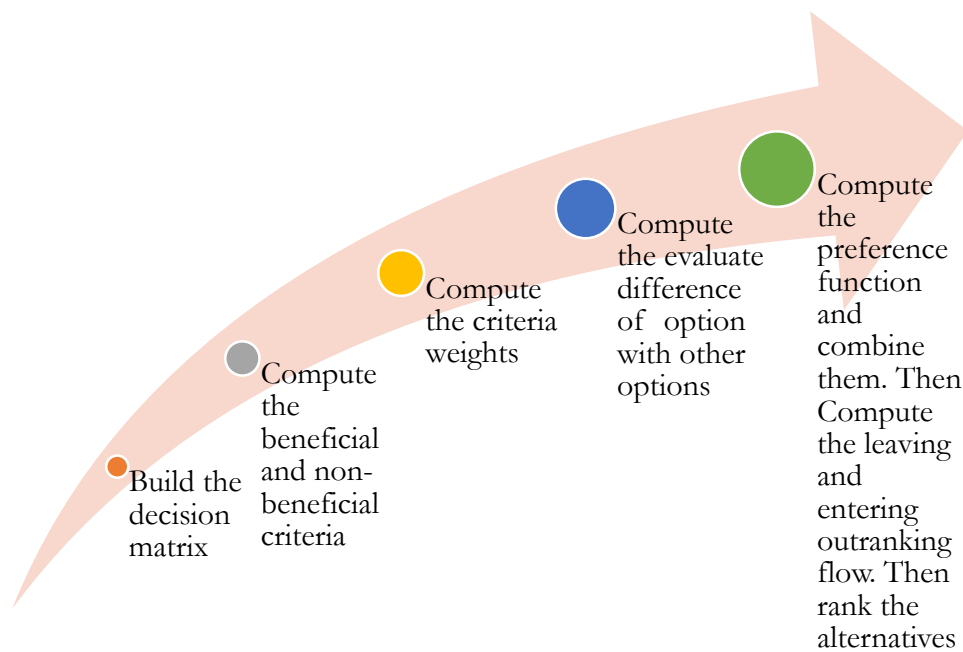 Build the
decision
matrix
Compute
the
beneficial
and non-
beneficial
criteria
Compute
the criteria
weights
Compute
the evaluate
difference
of option
with other
options
Compute
the
preference
function
and
combine
them. Then
Compute
the leaving
and
entering
outranking
flow. Then
rank the
alternatives